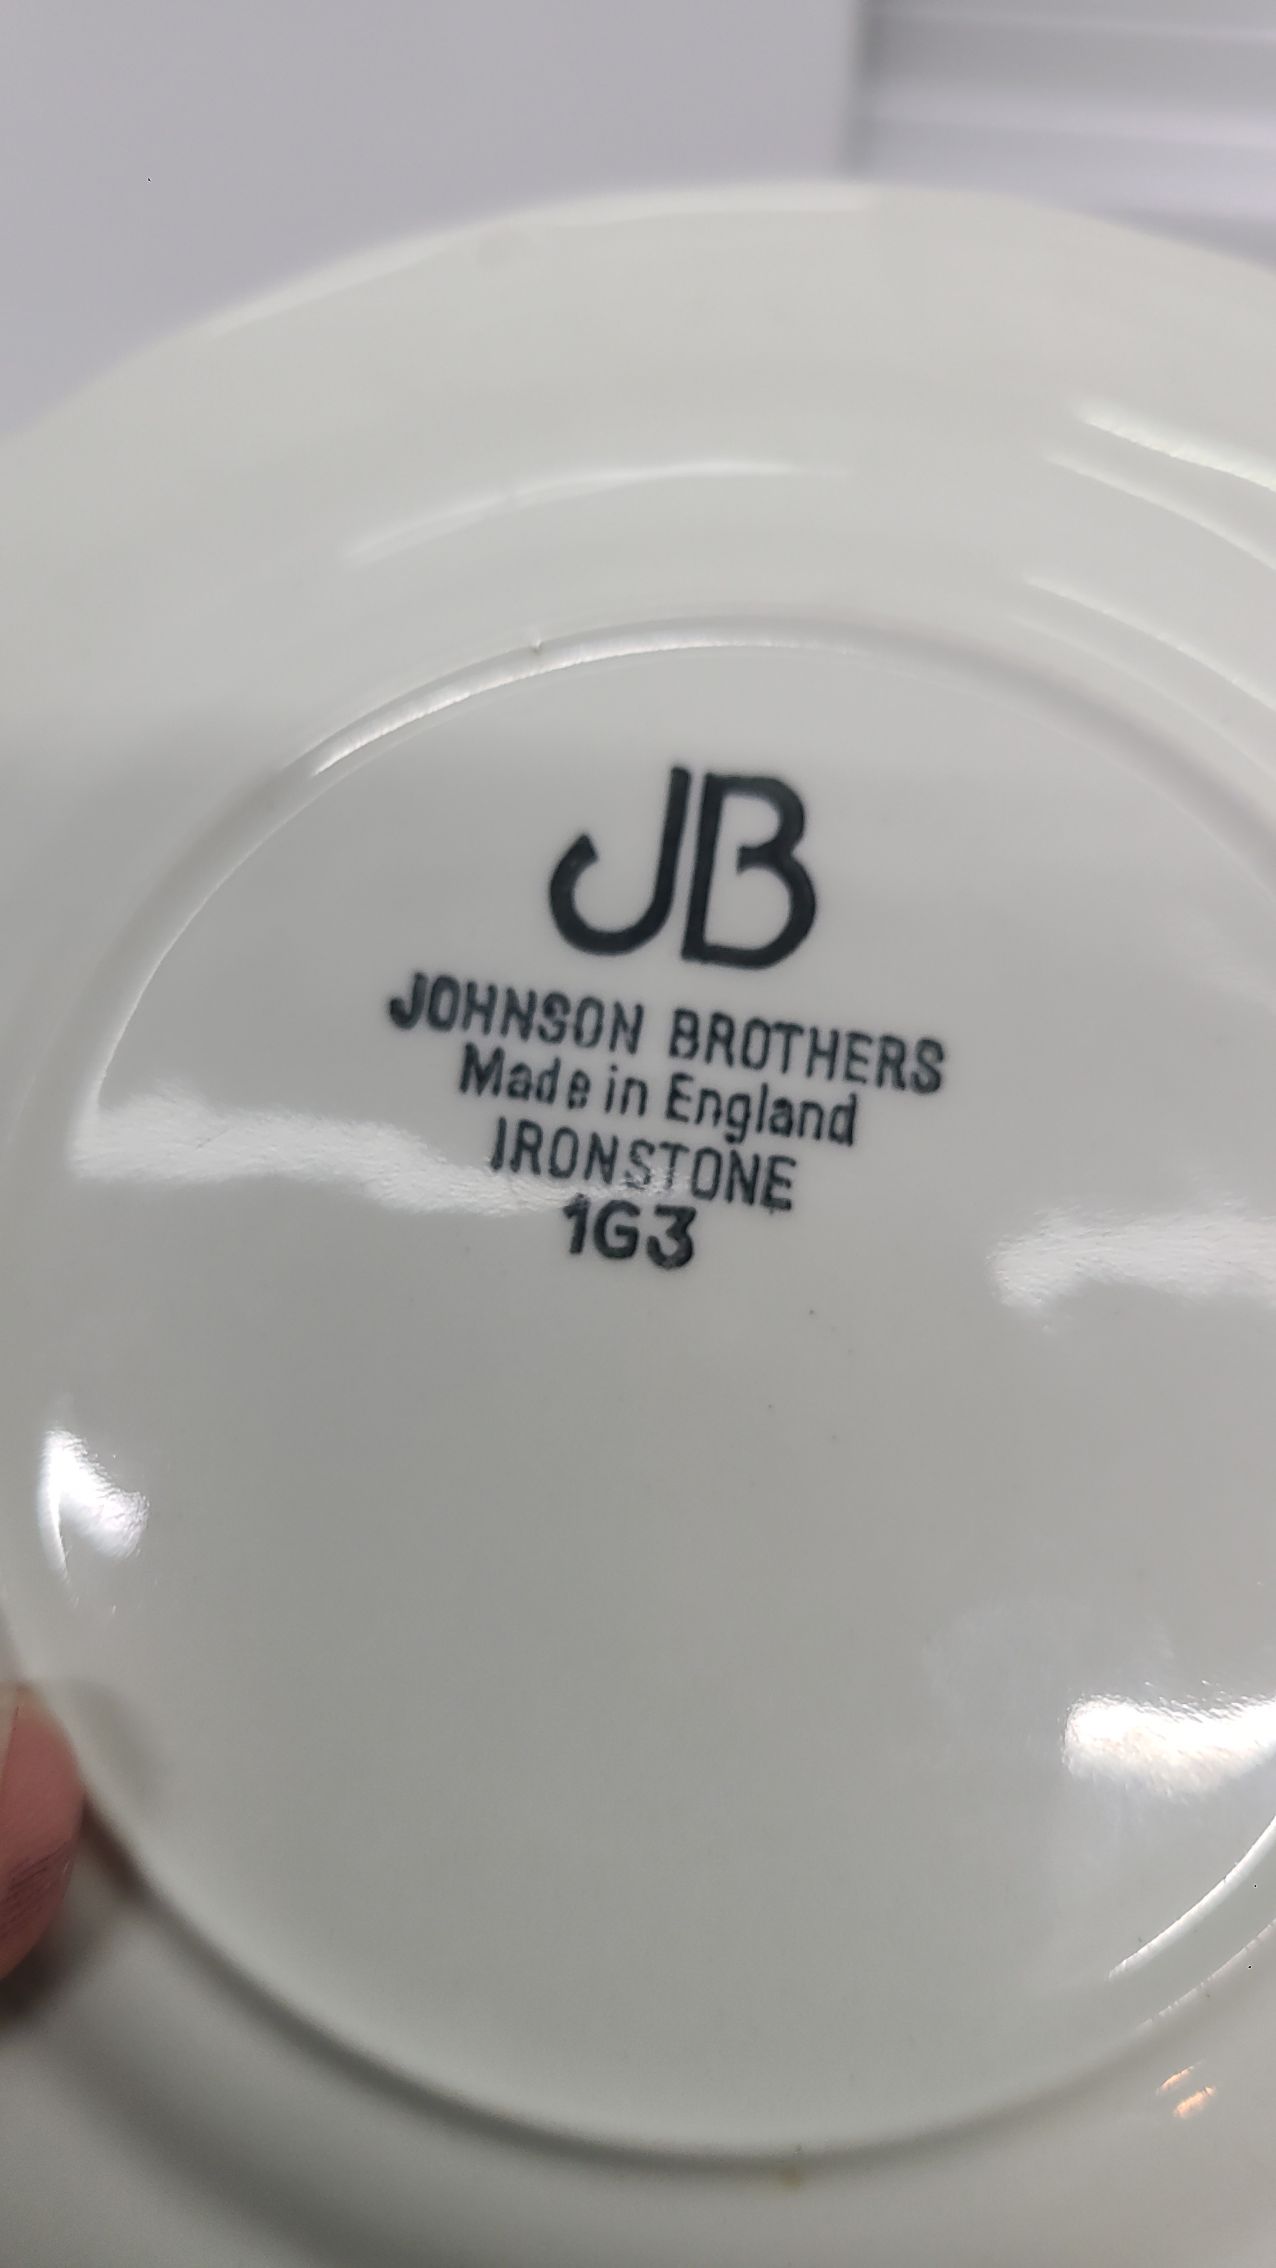 JB
JOHNSON BROTHERS
Made in England
IRONSTONE
1G3